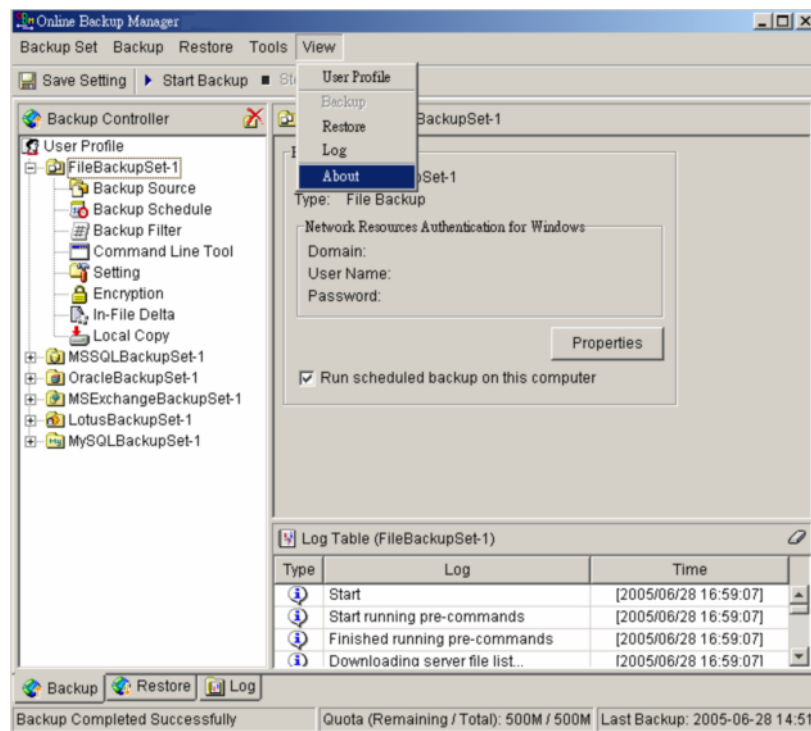 Online Backup Manager
Backup Set Backup Restore Tools View
Save Setting Start Backup
User Profile
Backup
Restore
Log
About
Backup Controller
BackupSet-1
User Profile
FileBackupSet-1
Backup Source
Backup Schedule
Backup Filter
Command Line Tool
Setting
Encryption
In-File Delta
Local Copy
MSSQLBackupSet-1
OracleBackupSet-1
MSExchangeBackupSet-1
LotusBackupSet-1
MySQLBackupSet-1
Set-1
Type: File Backup
Network Resources Authentication for Windows
Domain:
User Name:
Password:
Properties
Run scheduled backup on this computer
Log Table (FileBackupSet-1)
Type Log Time
Start [2005/06/28 16:59:07]
Start running pre-commands [2005/06/28 16:59:07]
Finished running pre-commands [2005/06/28 16:59:07]
Downloading server file list... [2005/06/28 16:59:07]
Backup Restore Log
Backup Completed Successfully Quota (Remaining / Total): 500M / 500M Last Backup: 2005-06-28 14:51